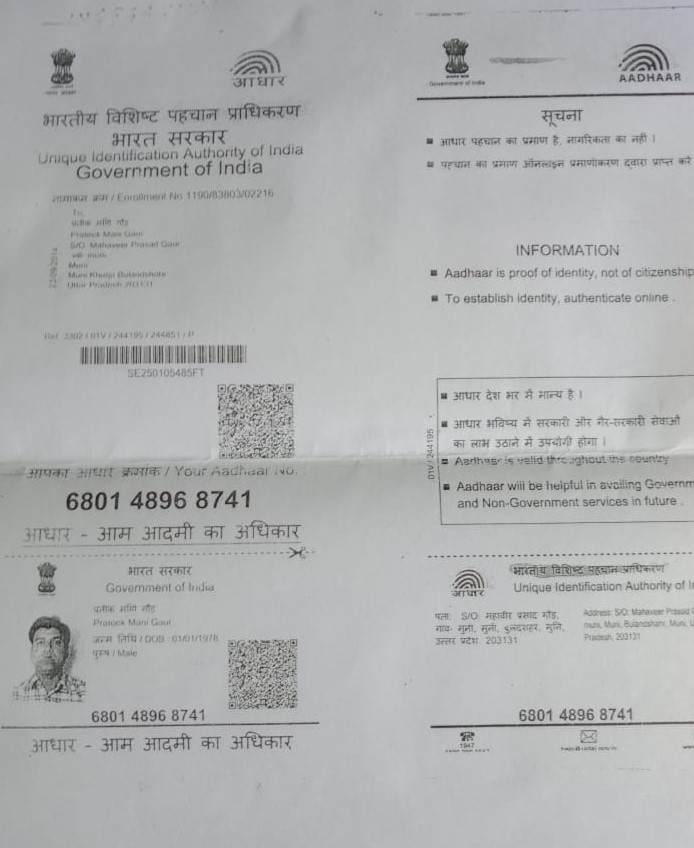 आधार
भारतीय विशिष्ट पहचान प्राधिकरण
भारत सरकार
Unique Identification Authority of India
Government of India
नामांकन क्रम / Enrollment No 1190/83803/02216
To
प्रतीक मणि गौड़
Prateek Mani Gaur
S/O: Mahaveer Prasad Gaur
muni
Muni
Muni Khurja Bulandshahr
Uttar Pradesh 203131
Ref: 2302 / 01V / 244195 / 244851 / P
SE250105485FT
आपका आधार क्रमांक / Your Aadhaar No.
6801 4896 8741
आधार - आम आदमी का अधिकार
भारत सरकार
Government of India
प्रतीक मणि गौड़
Prateek Mani Gaur
जन्म तिथि / DOB : 01/01/1978
पुरुष / Male
6801 4896 8741
आधार - आम आदमी का अधिकार
Government of India
AADHAAR
सूचना
आधार पहचान का प्रमाण है, नागरिकता का नहीं ।
पहचान का प्रमाण ऑनलाइन प्रमाणीकरण द्वारा प्राप्त करें
INFORMATION
Aadhaar is proof of identity, not of citizenship
To establish identity, authenticate online .
01V / 244195
आधार देश भर में मान्य है ।
आधार भविष्य में सरकारी और गैर-सरकारी सेवाओं
का लाभ उठाने में उपयोगी होगा ।
Aadhaar is valid throughout the country
Aadhaar will be helpful in availing Governm
and Non-Government services in future .
भारतीय विशिष्ट पहचान प्राधिकरण
आधार
Unique Identification Authority of I
पता: S/O: महावीर प्रसाद गौड़,
गाव- मुनी, मुनी, बुलंदशहर, मुनि,
उत्तर प्रदेश 203131
Address: S/O: Mahaveer Prasad
muni, Muni, Bulandshahr, Muni, U
Pradesh, 203131
6801 4896 8741
1947